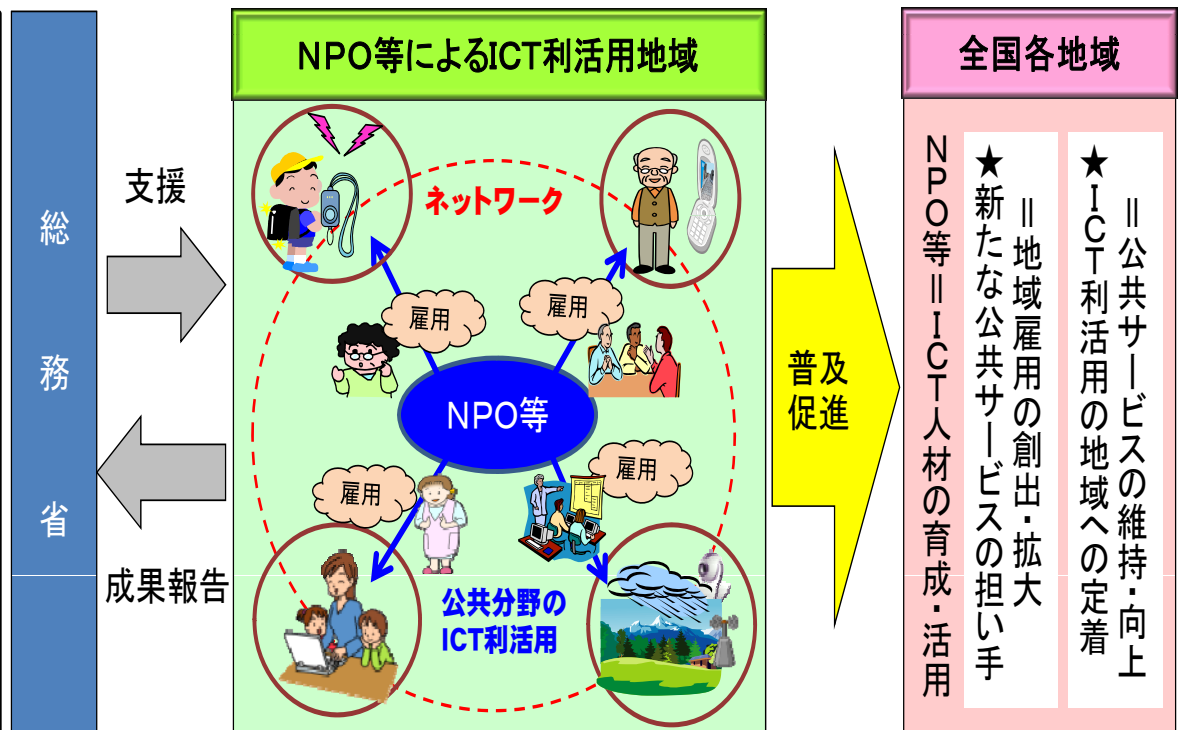 総務省
支援
成果報告
NPO等によるICT利活用地域
ネットワーク
雇用
雇用
NPO等
雇用
雇用
公共分野の
ICT利活用
普及
促進
全国各地域
★ICT利活用の地域への定着
＝公共サービスの維持・向上
★新たな公共サービスの担い手
＝地域雇用の創出・拡大
NPO等＝ICT人材の育成・活用